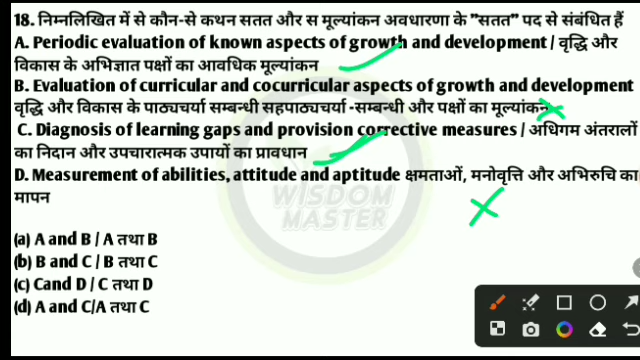 18. निम्नलिखित में से कौन-से कथन सतत और स मूल्यांकन अवधारणा के "सतत" पद से संबंधित हैं
A. Periodic evaluation of known aspects of growth and development / वृद्धि और
विकास के अभिज्ञात पक्षों का आवधिक मूल्यांकन
B. Evaluation of curricular and cocurricular aspects of growth and development
वृद्धि और विकास के पाठ्यचर्या सम्बन्धी सहपाठ्यचर्या -सम्बन्धी और पक्षों का मूल्यांकन
C. Diagnosis of learning gaps and provision corrective measures / अधिगम अंतरालों
का निदान और उपचारात्मक उपायों का प्रावधान
D. Measurement of abilities, attitude and aptitude क्षमताओं, मनोवृत्ति और अभिरुचि का
मापन
WISDOM
MASTER
(a) A and B / A तथा B
(b) B and C / B तथा C
(c) Cand D / C तथा D
(d) A and C/A तथा C